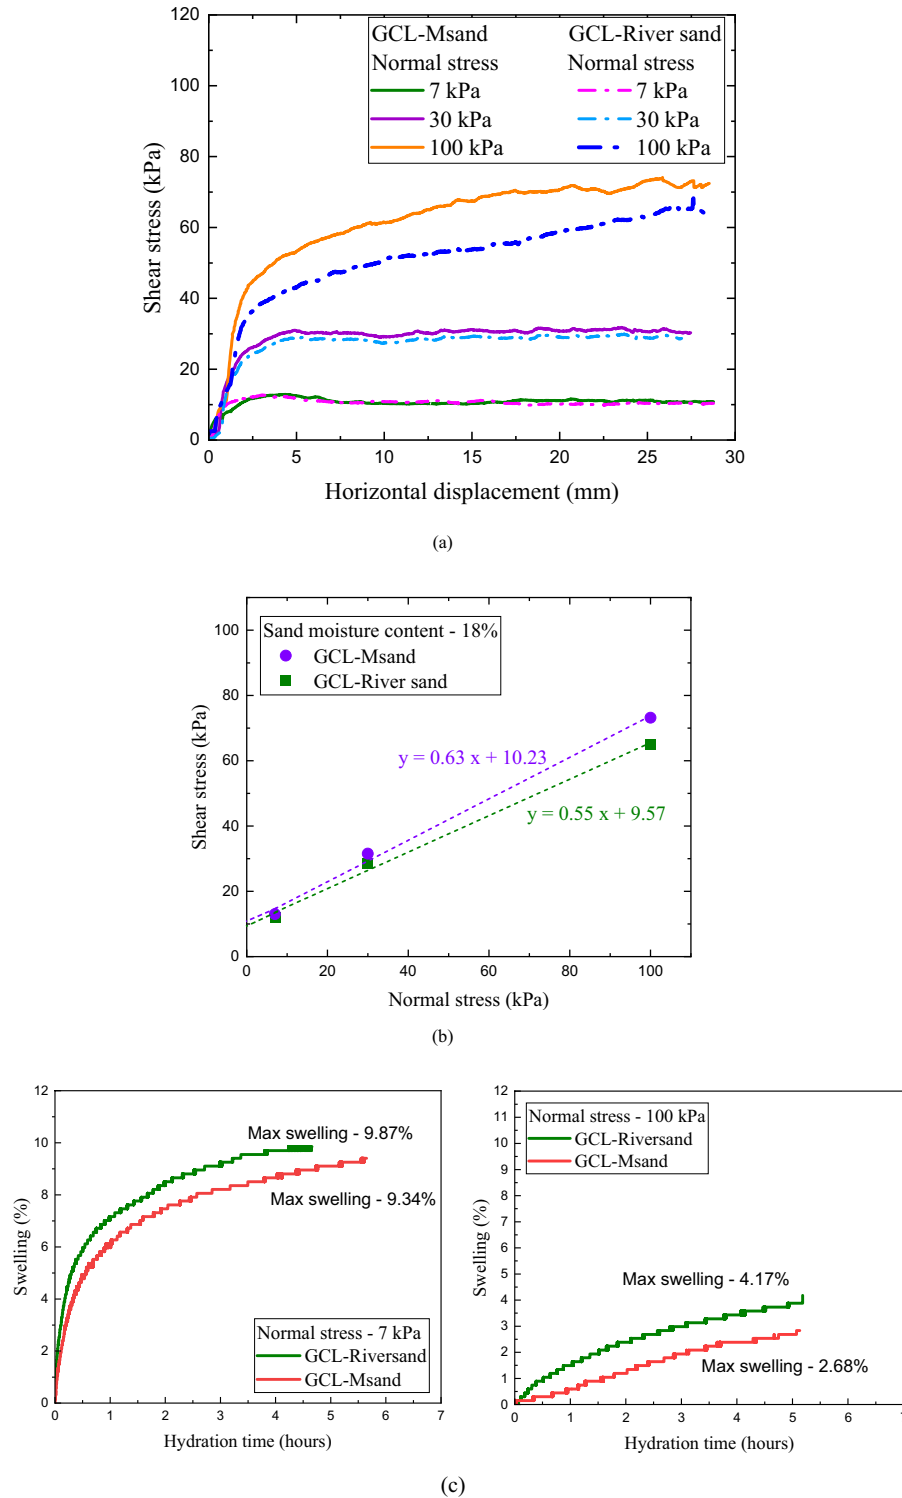 GCL-Msand GCL-River sand
Normal stress Normal stress
7 kPa 7 kPa
30 kPa 30 kPa
100 kPa 100 kPa
120
100
80
60
40
20
0
Shear stress (kPa)
0 5 10 15 20 25 30
Horizontal displacement (mm)
(a)
Sand moisture content - 18%
GCL-Msand
GCL-River sand
100
80
60
40
20
0
Shear stress (kPa)
y = 0.63 x + 10.23
y = 0.55 x + 9.57
0 20 40 60 80 100
Normal stress (kPa)
(b)
12
10
8
6
4
2
0
Swelling (%)
Max swelling - 9.87%
Max swelling - 9.34%
Normal stress - 7 kPa
GCL-Riversand
GCL-Msand
0 1 2 3 4 5 6 7
Hydration time (hours)
12
11
10
9
8
7
6
5
4
3
2
1
0
Swelling (%)
Normal stress - 100 kPa
GCL-Riversand
GCL-Msand
Max swelling - 4.17%
Max swelling - 2.68%
0 1 2 3 4 5 6 7
Hydration time (hours)
(c)